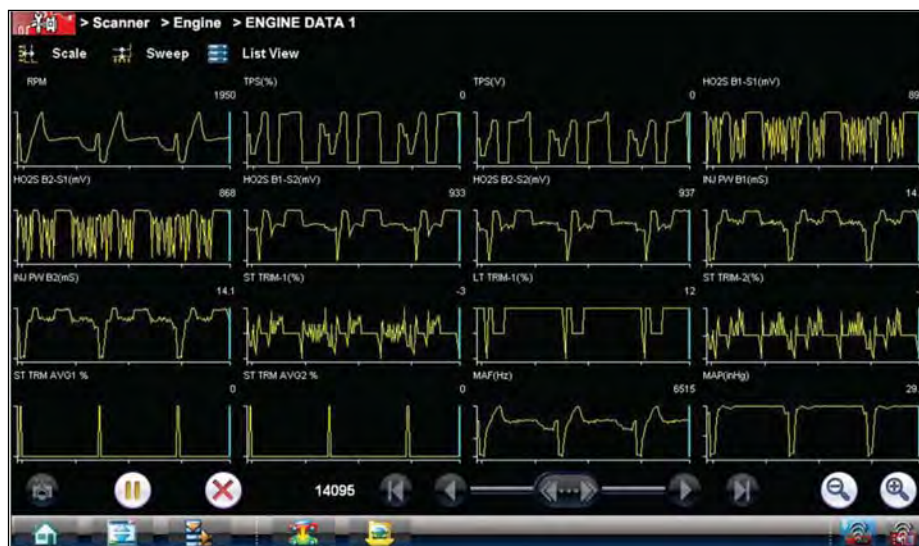 > Scanner > Engine > ENGINE DATA 1
Scale Sweep List View
RPM 1950
TPS(%) 0
TPS(V) 0
HO2S B1-S1(mV) 89
HO2S B2-S1(mV) 868
HO2S B1-S2(mV) 933
HO2S B2-S2(mV) 937
INJ PW B1(mS) 14.
INJ PW B2(mS) 14.1
ST TRIM-1(%) -3
LT TRIM-1(%) 12
ST TRIM-2(%)
ST TRM AVG1 % 0
ST TRM AVG2 % 0
MAF(Hz) 6515
MAP(inHg) 29.
14095